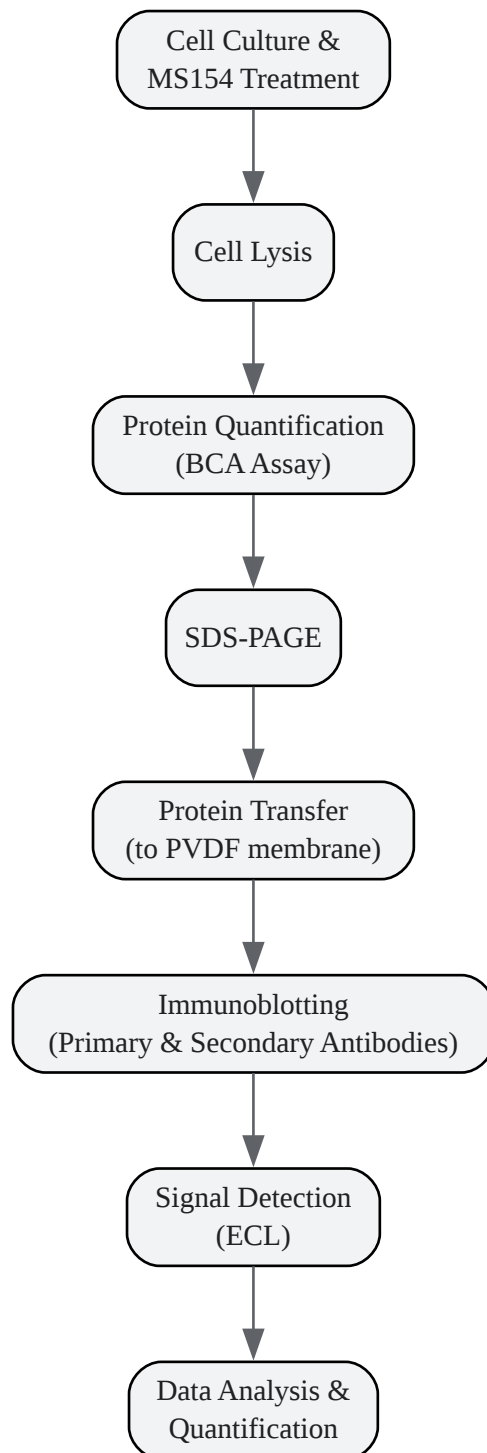 Cell Culture &
MS154 Treatment
Cell Lysis
Protein Quantification
(BCA Assay)
SDS-PAGE
Protein Transfer
(to PVDF membrane)
Immunoblotting
(Primary & Secondary Antibodies)
Signal Detection
(ECL)
Data Analysis &
Quantification